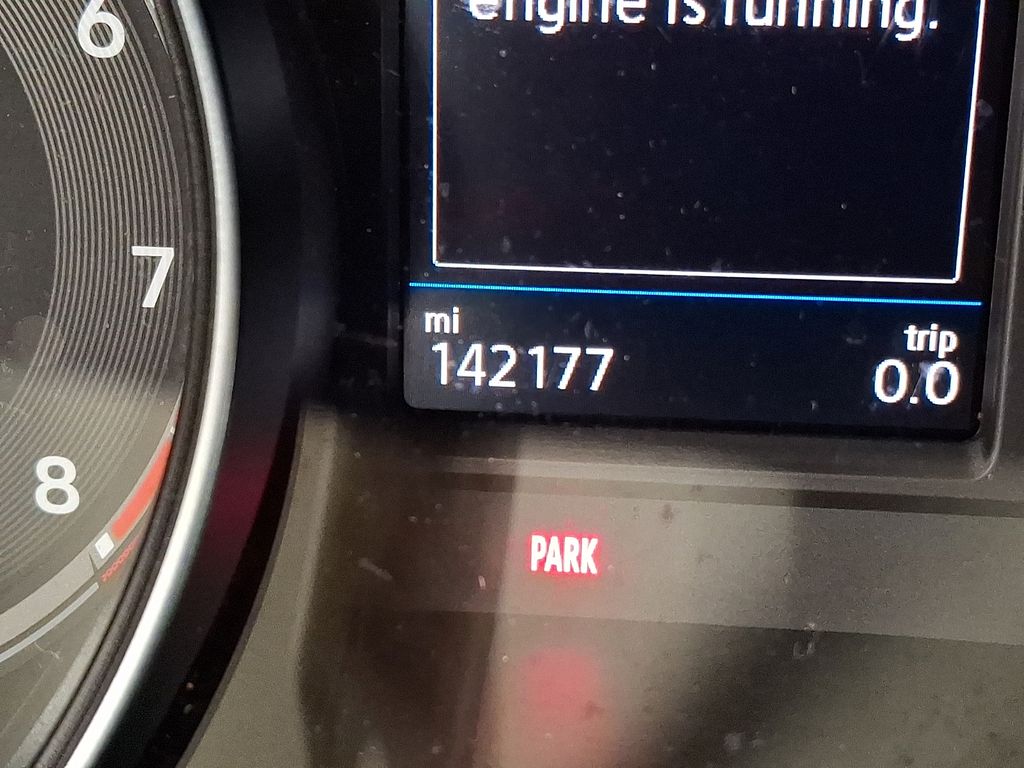 engine is running.
6
7
8
mi
142177
trip
0.0
PARK